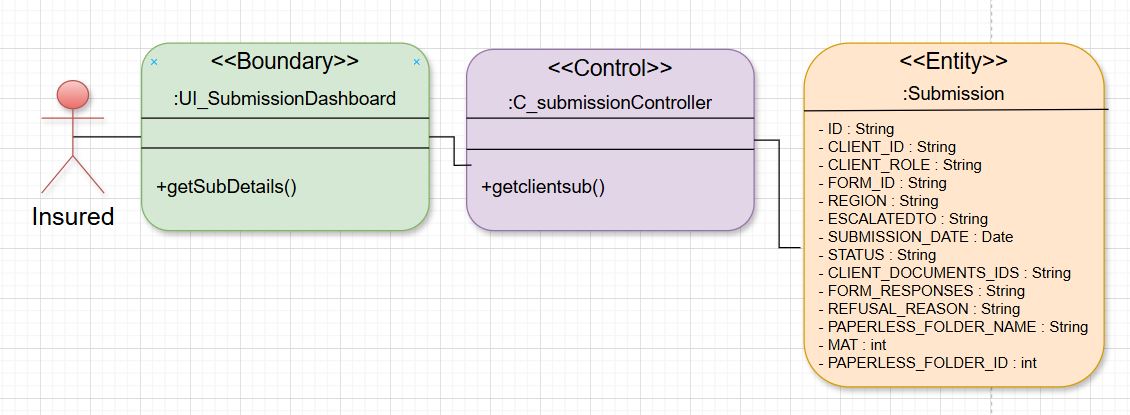 <<Boundary>>
:UI_SubmissionDashboard
+getSubDetails()
Insured
<<Control>>
:C_submissionController
+getclientsub()
<<Entity>>
:Submission
- ID : String
- CLIENT_ID : String
- CLIENT_ROLE : String
- FORM_ID : String
- REGION : String
- ESCALATEDTO : String
- SUBMISSION_DATE : Date
- STATUS : String
- CLIENT_DOCUMENTS_IDS : String
- FORM_RESPONSES : String
- REFUSAL_REASON : String
- PAPERLESS_FOLDER_NAME : String
- MAT : int
- PAPERLESS_FOLDER_ID : int